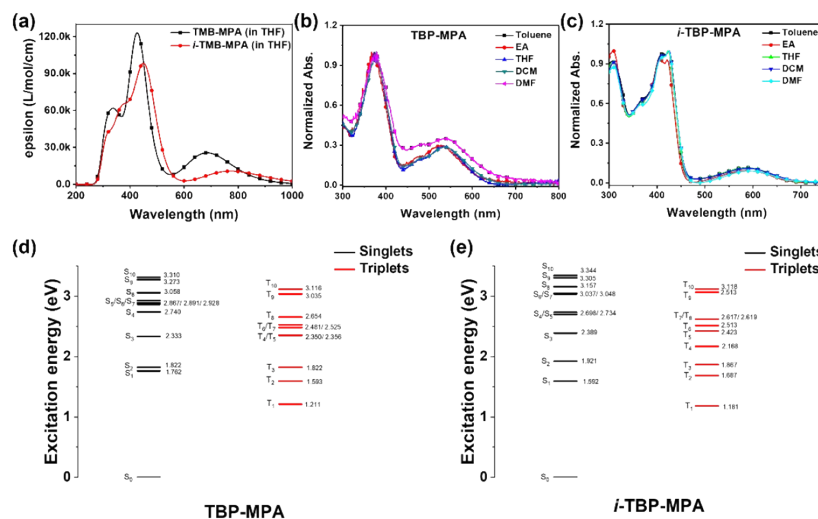 (a)
TMB-MPA (in THF)
i-TMB-MPA (in THF)
epsilon (L/mol/cm)
120.0k
90.0k
60.0k
30.0k
0.0
200 400 600 800 1000
Wavelength (nm)
(b)
TBP-MPA
Toluene
EA
THF
DCM
DMF
Normalized Abs.
1.2
0.9
0.6
0.3
0.0
300 400 500 600 700 800
Wavelength (nm)
(c)
i-TBP-MPA
Toluene
EA
THF
DCM
DMF
Normalized Abs.
1.2
0.9
0.6
0.3
0.0
300 400 500 600 700
Wavelength (nm)
(d)
Singlets
Triplets
Excitation energy (eV)
3
2
1
0
S10 3.310
S9 3.273
S8 3.058
S5/S6/S7 2.867/ 2.891/ 2.928
S4 2.740
S3 2.333
S2 1.822
S1 1.762
S0
T10 3.116
T9 3.035
T8 2.654
T6/T7 2.481/ 2.525
T4/T5 2.350/ 2.356
T3 1.822
T2 1.593
T1 1.211
TBP-MPA
(e)
Singlets
Triplets
Excitation energy (eV)
3
2
1
0
S10 3.344
S9 3.305
S8 3.157
S6/S7 3.037/ 3.048
S4/S5 2.698/ 2.734
S3 2.389
S2 1.921
S1 1.592
S0
T10 3.118
T9 2.513
T7/T8 2.617/ 2.619
T6 2.513
T5 2.423
T4 2.168
T3 1.867
T2 1.687
T1 1.181
i-TBP-MPA